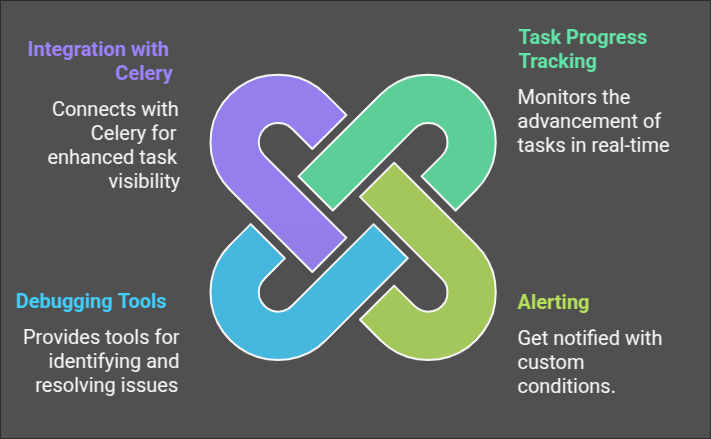 Integration with
Celery
Connects with
Celery for
enhanced task
visibility
Task Progress
Tracking
Monitors the
advancement of
tasks in real-time
Debugging Tools
Provides tools for
identifying and
resolving issues
Alerting
Get notified with
custom
conditions.